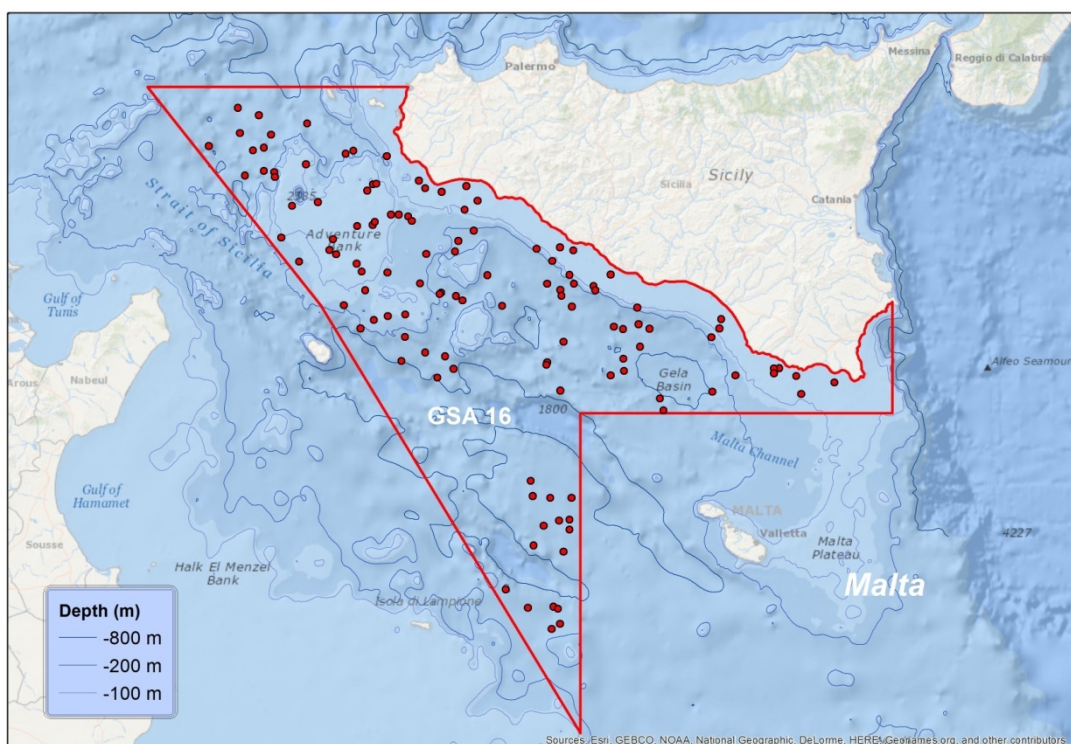 Palermo
Messina
Reggio di Calabria
Sicilia
Sicily
Catania
Strait of Sicilia
2385
Adventure
Bank
Gulf of
Tunis
Arous
Nabeul
Gela
Basin
Alfeo Seamount
GSA 16
1800
Malta Channel
Gulf of
Hamamet
MALTA
Valletta
Sousse
Malta
Plateau
4227
Halk El Menzel
Bank
Isola di Lampione
Malta
Depth (m)
-800 m
-200 m
-100 m
Sources: Esri, GEBCO, NOAA, National Geographic, DeLorme, HERE, Geonames.org, and other contributors